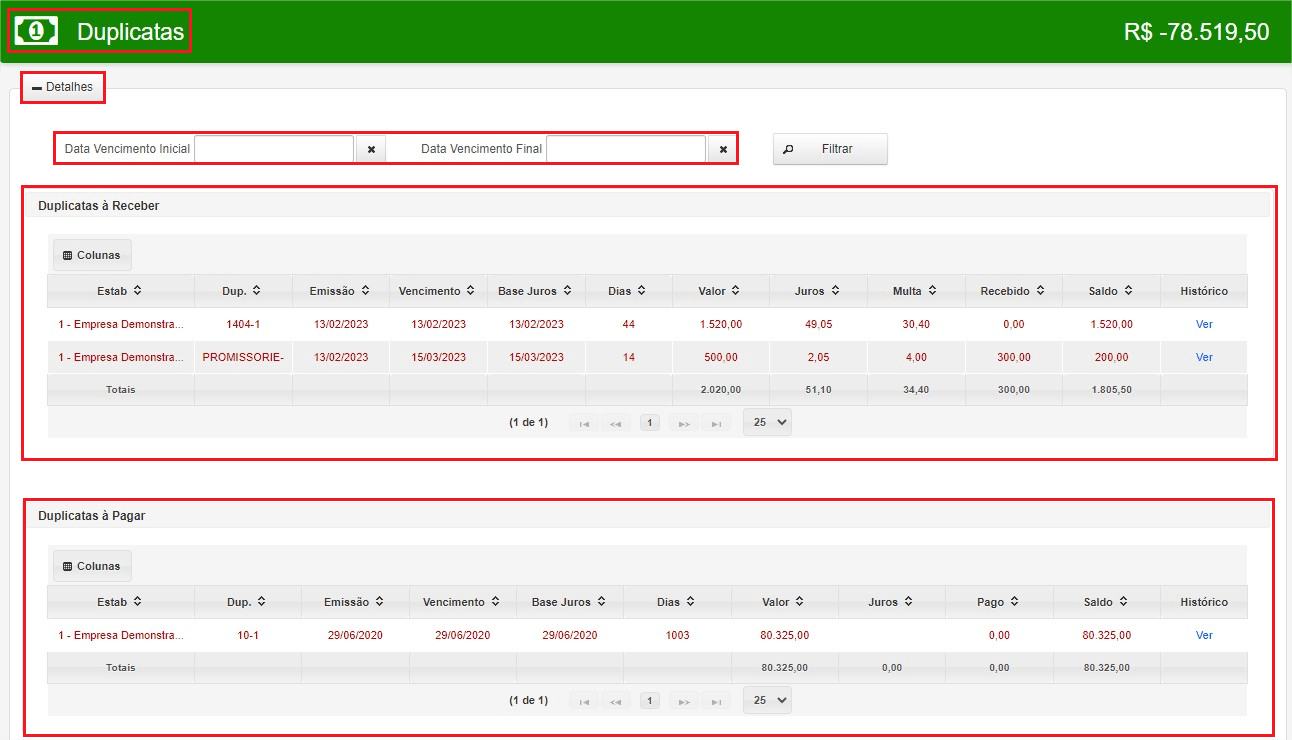 1 Duplicatas R$ -78.519,50
Detalhes
Data Vencimento Inicial Data Vencimento Final Filtrar
Duplicatas à Receber
Colunas
Estab Dup. Emissão Vencimento Base Juros Dias Valor Juros Multa Recebido Saldo Histórico
1 - Empresa Demonstra... 1404-1 13/02/2023 13/02/2023 13/02/2023 44 1.520,00 49,05 30,40 0,00 1.520,00 Ver
1 - Empresa Demonstra... PROMISSORIE- 13/02/2023 15/03/2023 15/03/2023 14 500,00 2,05 4,00 300,00 200,00 Ver
Totais 2.020,00 51,10 34,40 300,00 1.805,50
(1 de 1) 1 25
Duplicatas à Pagar
Colunas
Estab Dup. Emissão Vencimento Base Juros Dias Valor Juros Pago Saldo Histórico
1 - Empresa Demonstra... 10-1 29/06/2020 29/06/2020 29/06/2020 1003 80.325,00 0,00 80.325,00 Ver
Totais 80.325,00 0,00 0,00 80.325,00
(1 de 1) 1 25